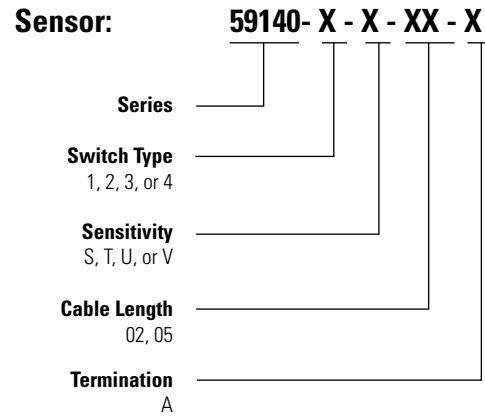 Sensor: 59140- X - X - XX - X
Series
Switch Type
1, 2, 3, or 4
Sensitivity
S, T, U, or V
Cable Length
02, 05
Termination
A